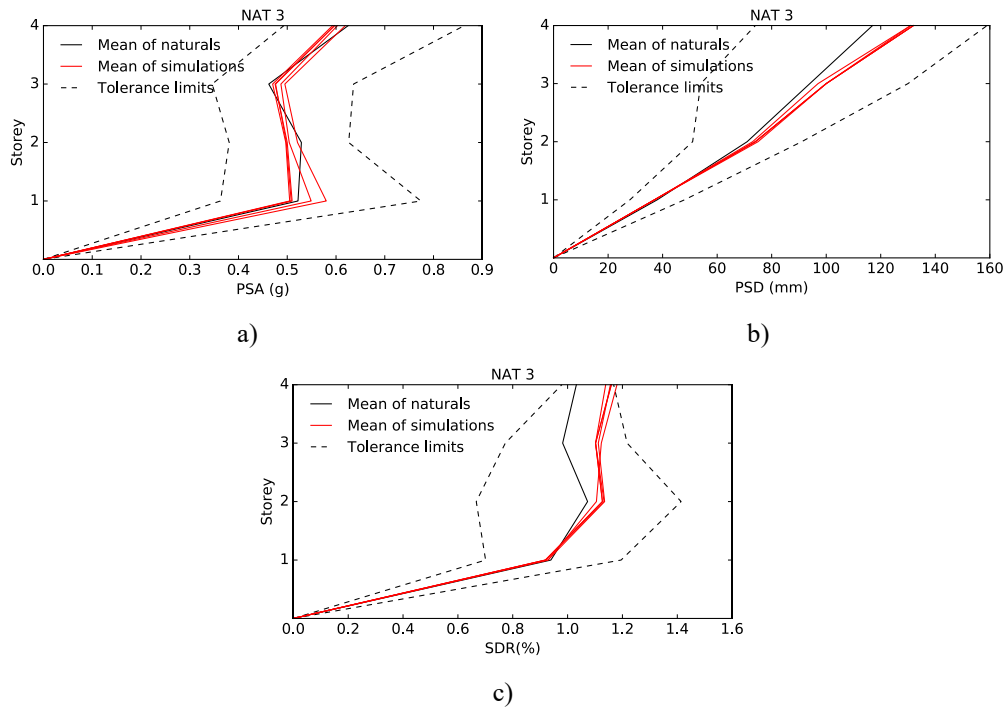 NAT 3
4
3
2
1
Storey
Mean of naturals
Mean of simulations
Tolerance limits
0.0 0.1 0.2 0.3 0.4 0.5 0.6 0.7 0.8 0.9
PSA (g)
a)
NAT 3
4
3
2
1
Storey
Mean of naturals
Mean of simulations
Tolerance limits
0 20 40 60 80 100 120 140 160
PSD (mm)
b)
NAT 3
4
3
2
1
Storey
Mean of naturals
Mean of simulations
Tolerance limits
0.0 0.2 0.4 0.6 0.8 1.0 1.2 1.4 1.6
SDR(%)
c)